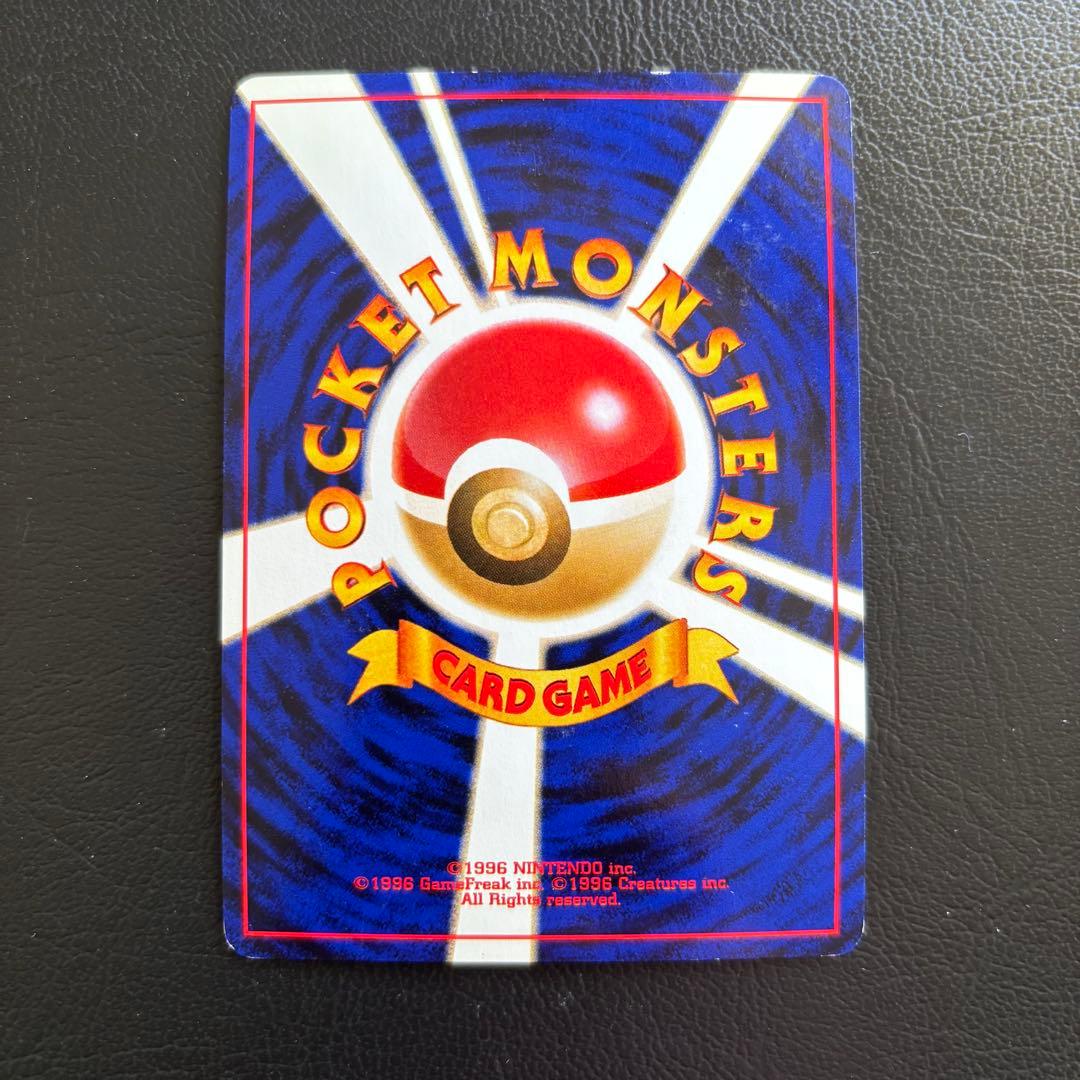 POCKET MONSTERS
CARD GAME
©1996 NINTENDO inc.
©1996 GameFreak inc. ©1996 Creatures inc.
All Rights reserved.